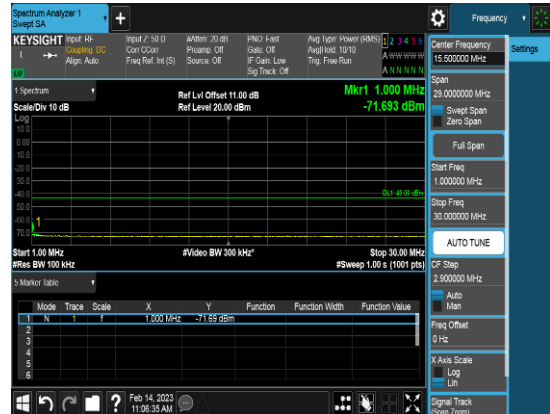 Spectrum Analyzer 1
Swept SA
Frequency
KEYSIGHT
Input: RF
Coupling: DC
Align: Auto
Input Z: 50 Ω
Corr CCorr
Freq Ref: Int (S)
#Atten: 20 dB
Preamp: Off
Source: Off
PNO: Fast
Gate: Off
IF Gain: Low
Sig Track: Off
Avg Type: Power (RMS)
Avg|Hold: 10/10
Trig: Free Run
1 2 3 4 5 6
A W W W W W
A N N N N N
LXI
1 Spectrum
Scale/Div 10 dB
Log
Ref Lvl Offset 11.00 dB
Ref Level 20.00 dBm
Mkr1 1.000 MHz
-71.693 dBm
10.0
0.00
-10.0
-20.0
-30.0
-40.0
-50.0
-60.0
-70.0
DL1 -43.00 dBm
1
Start 1.00 MHz
#Res BW 100 kHz
#Video BW 300 kHz*
Stop 30.00 MHz
#Sweep 1.00 s (1001 pts)
5 Marker Table
Mode Trace Scale X Y Function Function Width Function Value
1 N 1 f 1.000 MHz -71.69 dBm
2
3
4
5
6
Feb 14, 2023
11:06:35 AM
Center Frequency
15.500000 MHz
Settings
Span
29.0000000 MHz
Swept Span
Zero Span
Full Span
Start Freq
1.000000 MHz
Stop Freq
30.000000 MHz
AUTO TUNE
CF Step
2.900000 MHz
Auto
Man
Freq Offset
0 Hz
X Axis Scale
Log
Lin
Signal Track
(Span Zoom)